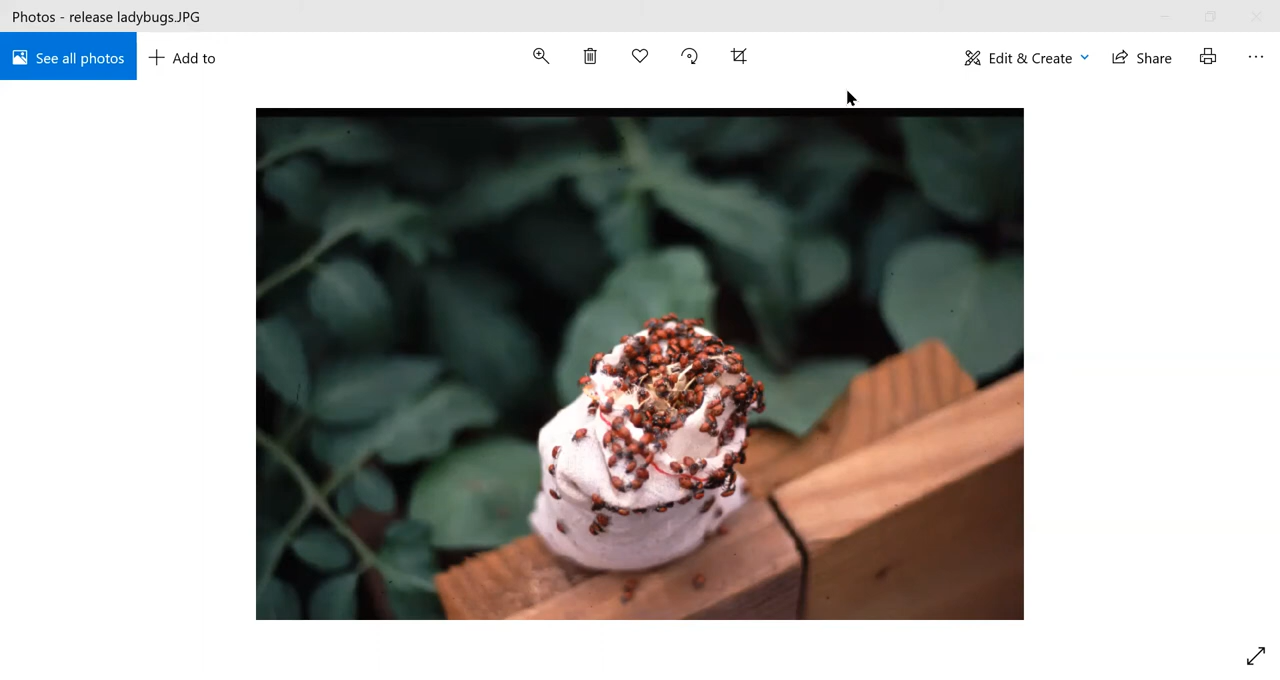 Photos - release ladybugs.JPG
See all photos
Add to
Edit & Create
Share